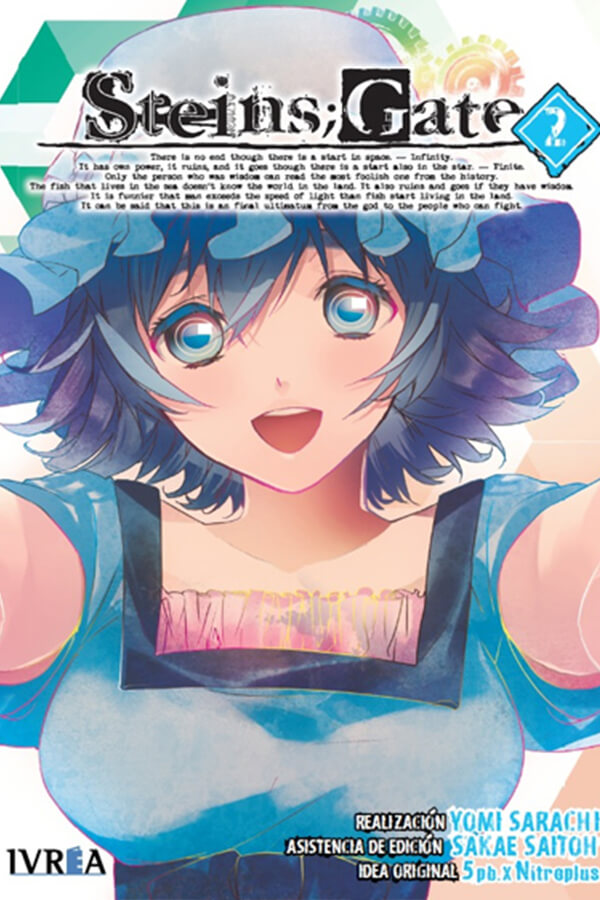 Steins;Gate
2
There is no end though there is a start in space. — Infinity.
It has own power, it ruins, and it goes though there is a start also in the star. — Finite.
Only the person who was wisdom can read the most foolish one from the history.
The fish that lives in the sea doesn't know the world in the land. It also ruins and goes if they have wisdom.
It is funnier that man exceeds the speed of light than fish start living in the land.
It can be said that this is an final ultimatum from the god to the people who can fight.
REALIZACIÓN YOMI SARACHI
ASISTENCIA DE EDICIÓN SAKAE SAITOH
IDEA ORIGINAL 5pb. x Nitroplus
IVREA